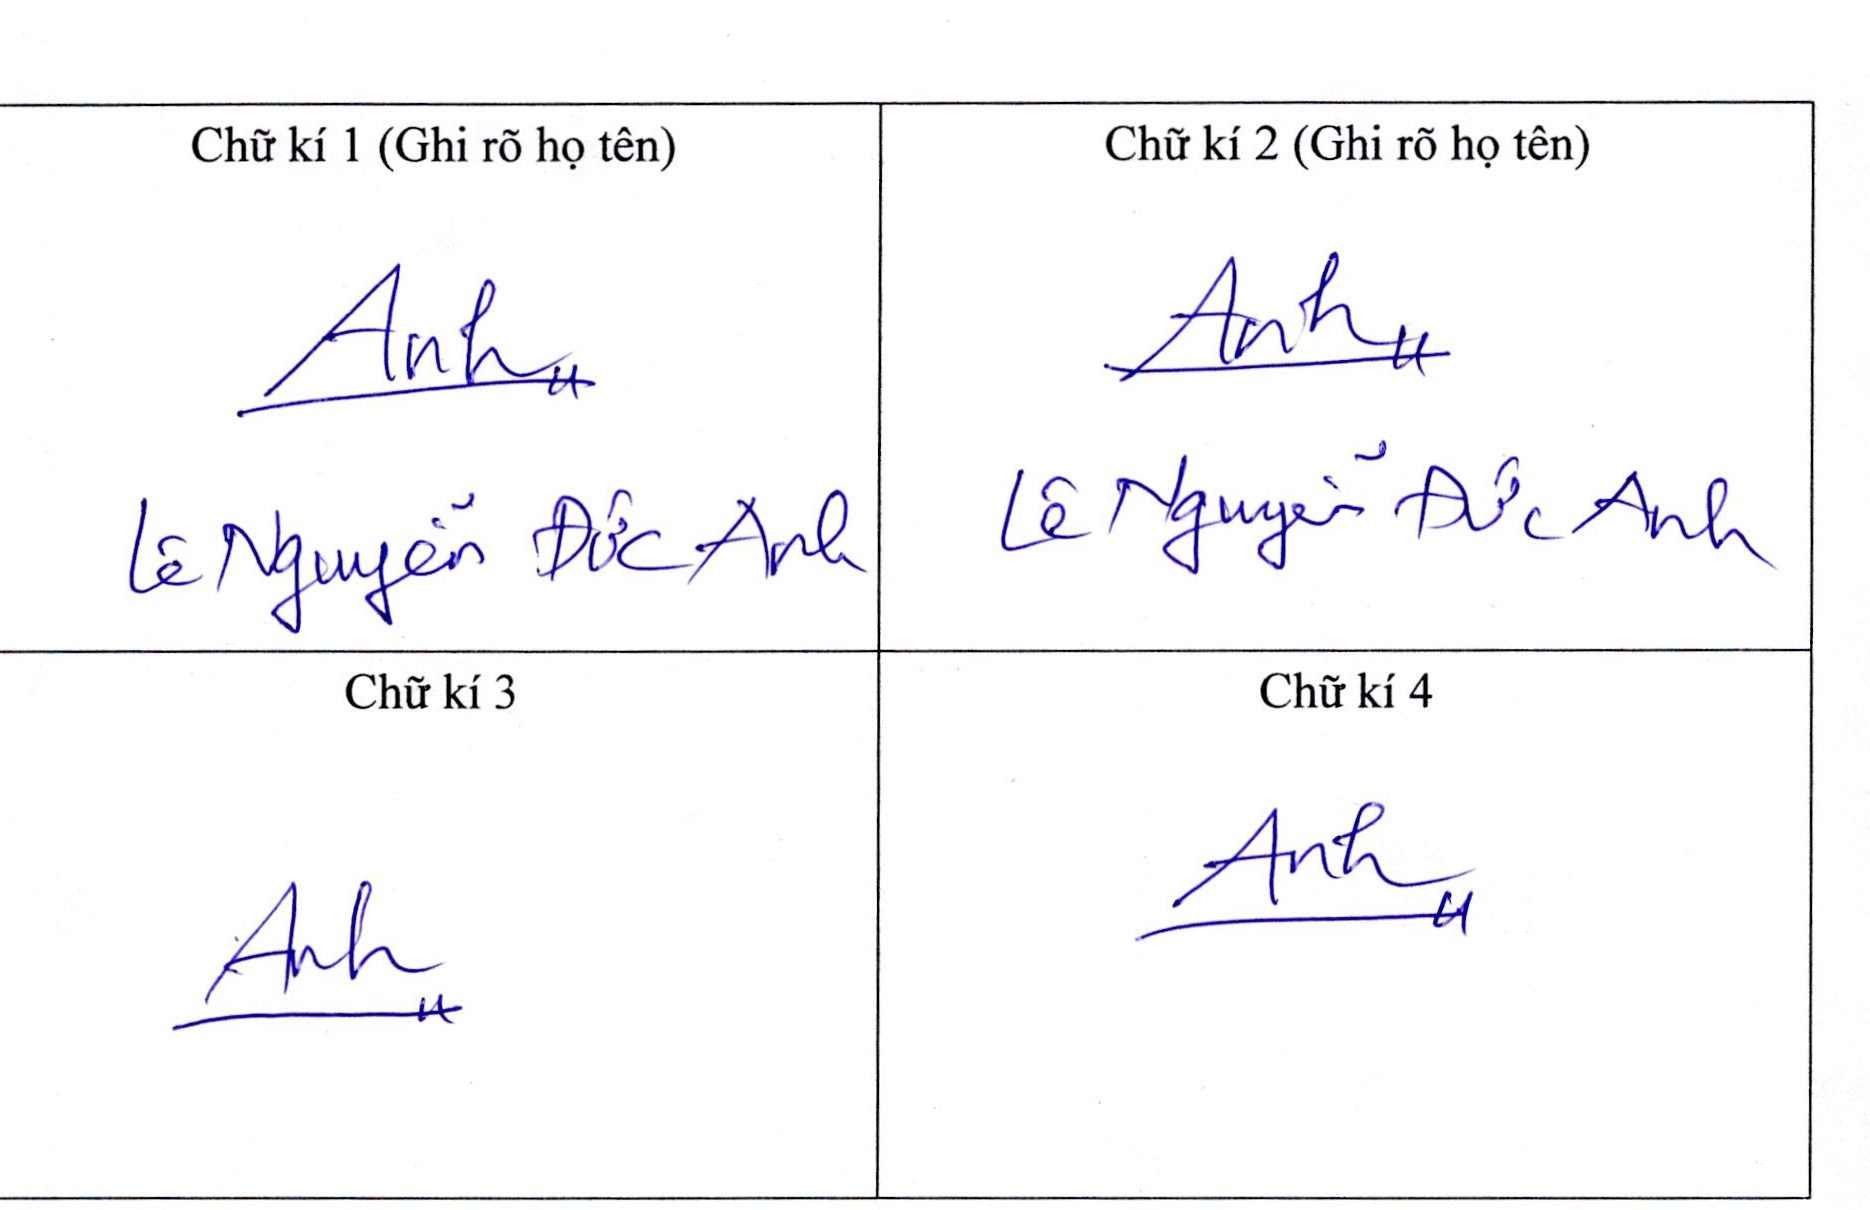 Chữ kí 1 (Ghi rõ họ tên)
Anh
Lê Nguyễn Đức Anh
Chữ kí 2 (Ghi rõ họ tên)
Anh
Lê Nguyễn Đức Anh
Chữ kí 3
Anh
Chữ kí 4
Anh